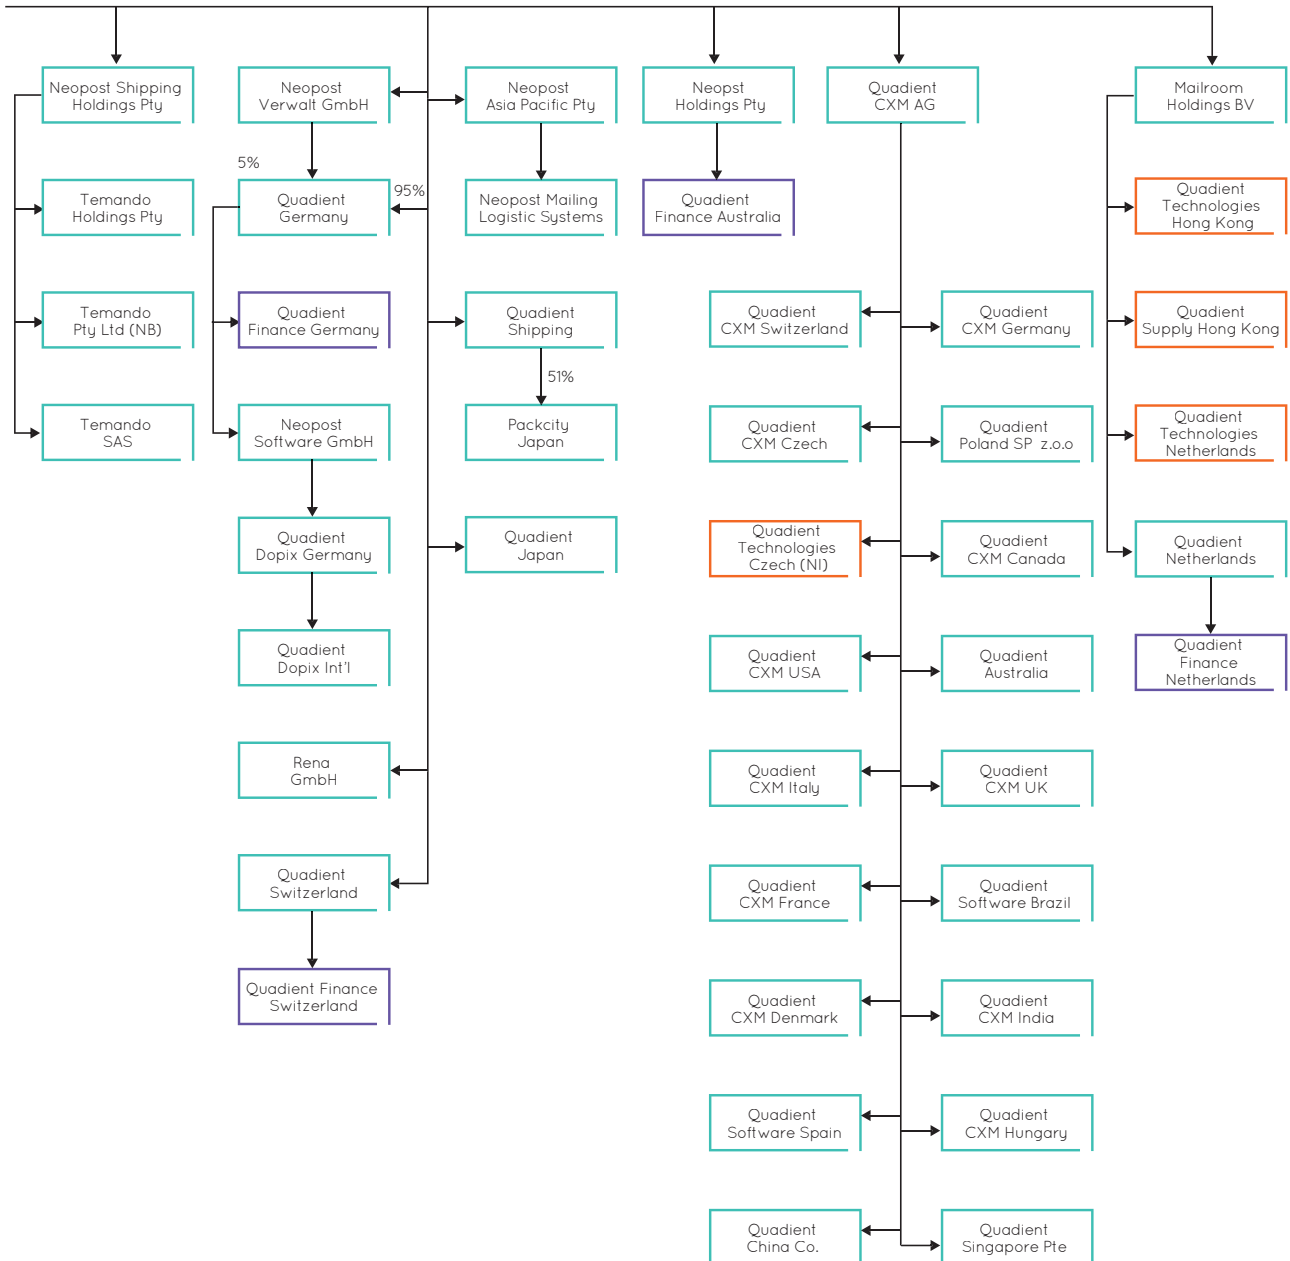 Neopost Shipping
Holdings Pty
Neopost
Verwalt GmbH
Neopost
Asia Pacific Pty
Neopst
Holdings Pty
Quadient
CXM AG
Mailroom
Holdings BV
5%
95%
Temando
Holdings Pty
Quadient
Germany
Neopost Mailing
Logistic Systems
Quadient
Finance Australia
Quadient
Technologies
Hong Kong
Temando
Pty Ltd (NB)
Quadient
Finance Germany
Quadient
Shipping
Quadient
CXM Switzerland
Quadient
CXM Germany
Quadient
Supply Hong Kong
51%
Temando
SAS
Neopost
Software GmbH
Packcity
Japan
Quadient
CXM Czech
Quadient
Poland SP z.o.o
Quadient
Technologies
Netherlands
Quadient
Dopix Germany
Quadient
Japan
Quadient
Technologies
Czech (NI)
Quadient
CXM Canada
Quadient
Netherlands
Quadient
Dopix Int'l
Quadient
CXM USA
Quadient
Australia
Quadient
Finance
Netherlands
Rena
GmbH
Quadient
CXM Italy
Quadient
CXM UK
Quadient
Switzerland
Quadient
CXM France
Quadient
Software Brazil
Quadient Finance
Switzerland
Quadient
CXM Denmark
Quadient
CXM India
Quadient
Software Spain
Quadient
CXM Hungary
Quadient
China Co.
Quadient
Singapore Pte